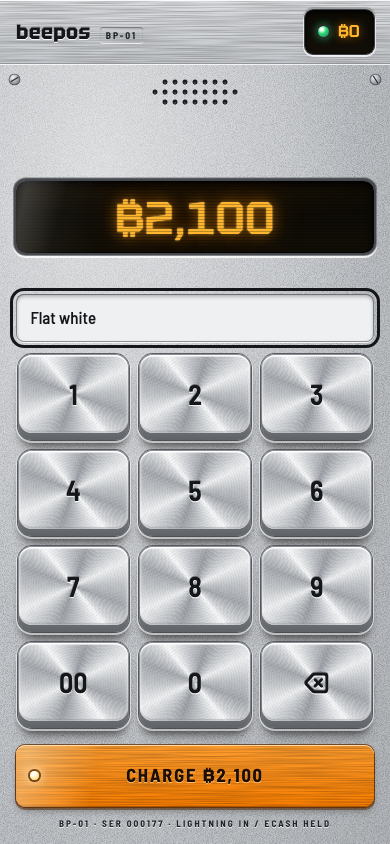 beepos BP-01 ₿0
₿2,100
Flat white
1 2 3
4 5 6
7 8 9
00 0
CHARGE ₿2,100
BP-01 · SER 000177 · LIGHTNING IN / ECASH HELD